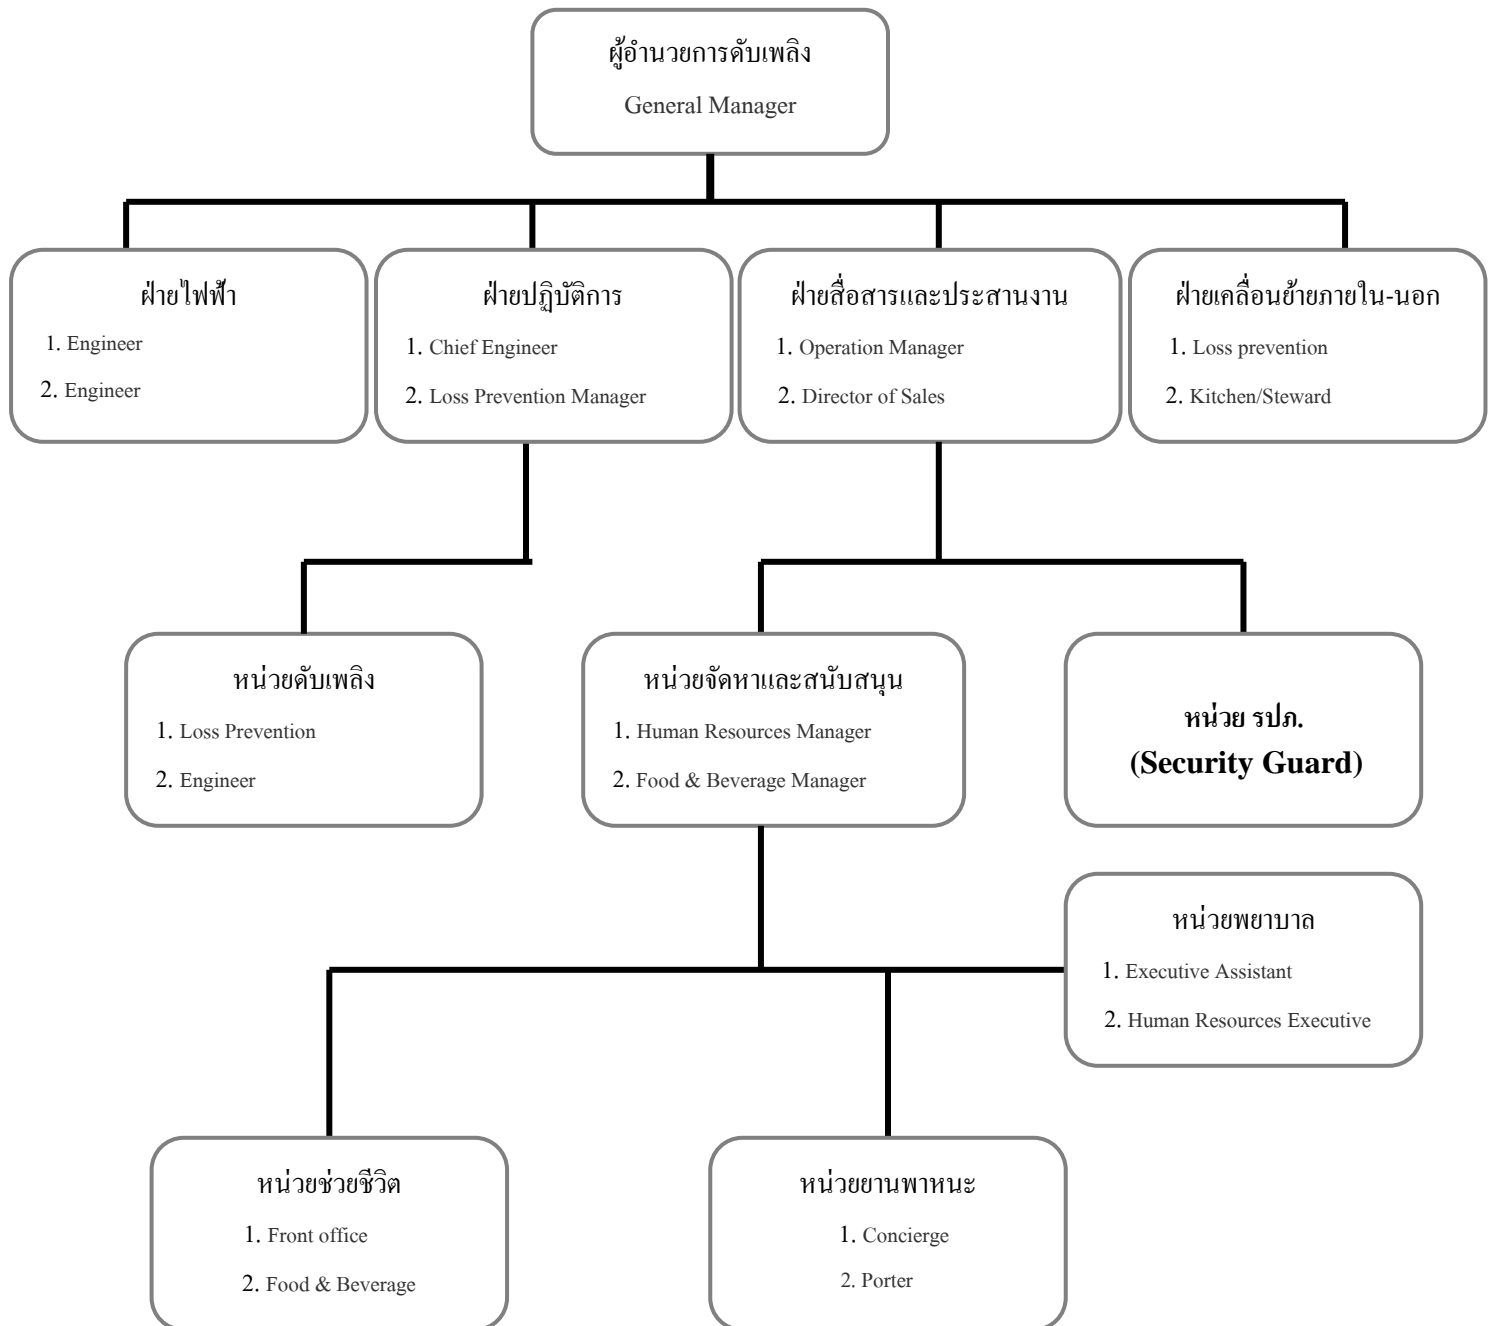 ผู้อำนวยการดับเพลิง
General Manager
ฝ่ายไฟฟ้า
1. Engineer
2. Engineer
ฝ่ายปฏิบัติการ
1. Chief Engineer
2. Loss Prevention Manager
ฝ่ายสื่อสารและประสานงาน
1. Operation Manager
2. Director of Sales
ฝ่ายเคลื่อนย้ายภายใน-นอก
1. Loss prevention
2. Kitchen/Steward
หน่วยดับเพลิง
1. Loss Prevention
2. Engineer
หน่วยจัดหาและสนับสนุน
1. Human Resources Manager
2. Food & Beverage Manager
หน่วย รปภ.
(Security Guard)
หน่วยพยาบาล
1. Executive Assistant
2. Human Resources Executive
หน่วยช่วยชีวิต
1. Front office
2. Food & Beverage
หน่วยยานพาหนะ
1. Concierge
2. Porter